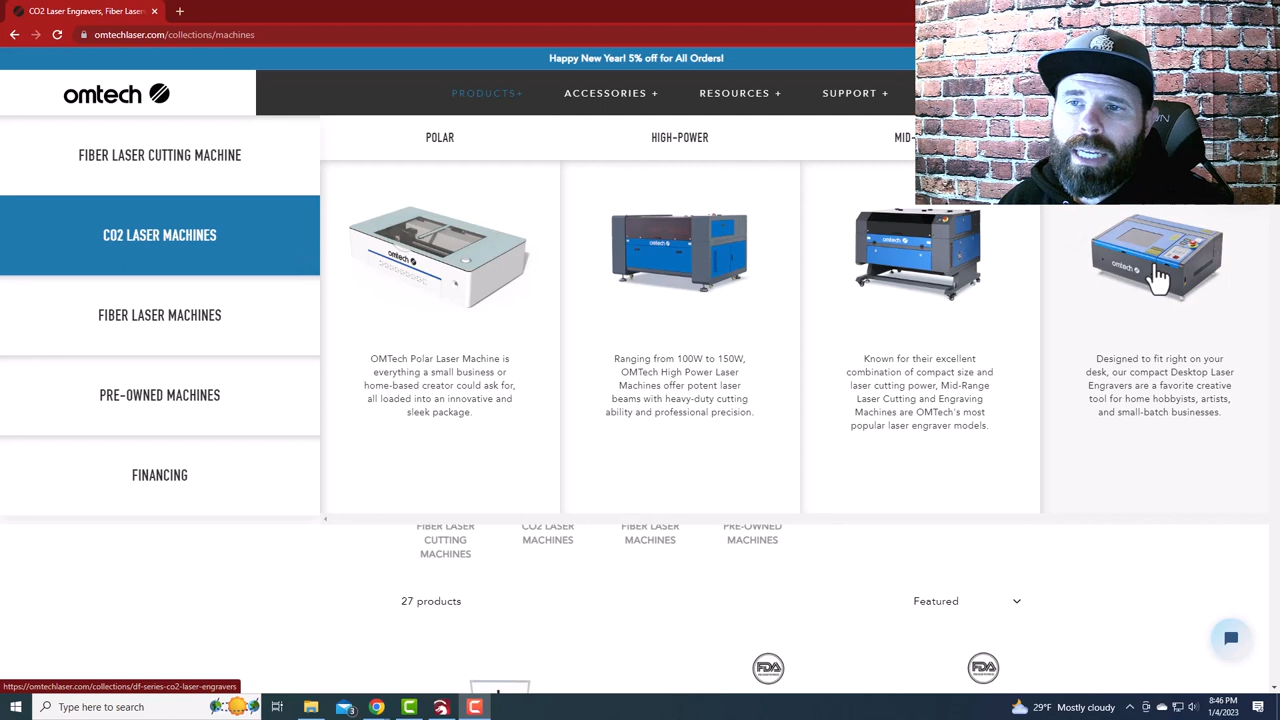 CO2 Laser Engravers, Fiber Laser
omtechlaser.com/collections/machines
Happy New Year! 5% off for All Orders!
omtech
PRODUCTS+
ACCESSORIES +
RESOURCES +
SUPPORT +
FIBER LASER CUTTING MACHINE
CO2 LASER MACHINES
FIBER LASER MACHINES
PRE-OWNED MACHINES
FINANCING
POLAR
HIGH-POWER
MID-
omtech
omtech
omtech
omtech
OMTech Polar Laser Machine is
everything a small business or
home-based creator could ask for,
all loaded into an innovative and
sleek package.
Ranging from 100W to 150W,
OMTech High Power Laser
Machines offer potent laser
beams with heavy-duty cutting
ability and professional precision.
Known for their excellent
combination of compact size and
laser cutting power, Mid-Range
Laser Cutting and Engraving
Machines are OMTech's most
popular laser engraver models.
Designed to fit right on your
desk, our compact Desktop Laser
Engravers are a favorite creative
tool for home hobbyists, artists,
and small-batch businesses.
FIBER LASER
CUTTING
MACHINES
CO2 LASER
MACHINES
FIBER LASER
MACHINES
PRE-OWNED
MACHINES
27 products
Featured
FDA
FDA
https://omtechlaser.com/collections/df-series-co2-laser-engravers
Type here to search
3
29°F Mostly cloudy
8:46 PM
1/4/2023